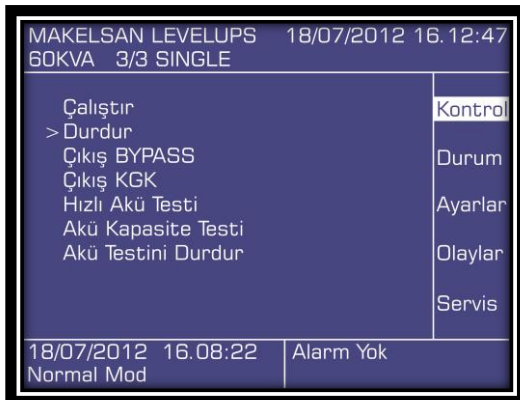 MAKELSAN LEVELUPS 18/07/2012 16.12:47
60KVA 3/3 SINGLE
Çalıştır
>Durdur
Çıkış BYPASS
Çıkış KGK
Hızlı Akü Testi
Akü Kapasite Testi
Akü Testini Durdur
Kontrol
Durum
Ayarlar
Olaylar
Servis
18/07/2012 16.08:22
Normal Mod
Alarm Yok